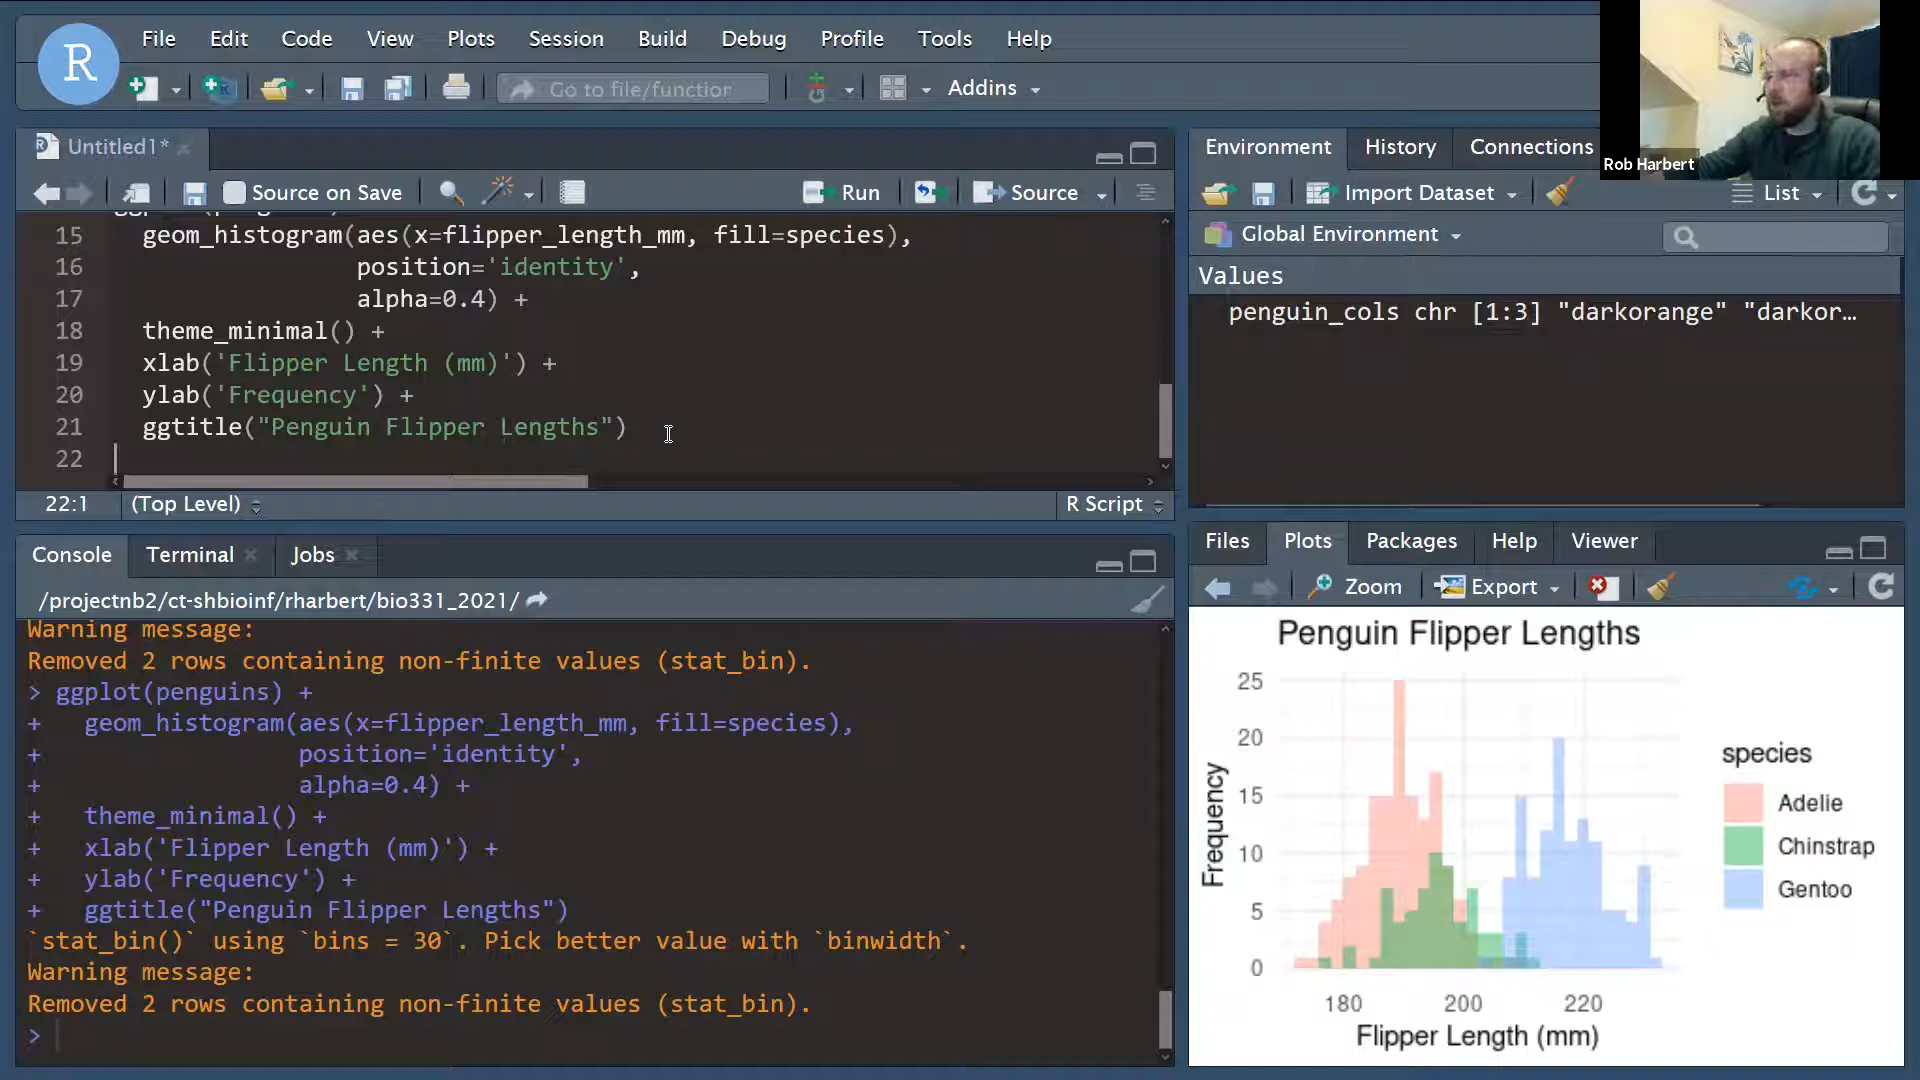 R
File Edit Code View Plots Session Build Debug Profile Tools Help
Go to file/function
Addins
Rob Harbert
Untitled1*
Source on Save
Run
Source
15 geom_histogram(aes(x=flipper_length_mm, fill=species),
16 position='identity',
17 alpha=0.4) +
18 theme_minimal() +
19 xlab('Flipper Length (mm)') +
20 ylab('Frequency') +
21 ggtitle("Penguin Flipper Lengths")
22
22:1 (Top Level) R Script
Environment History Connections
Import Dataset List
Global Environment
Values
penguin_cols chr [1:3] "darkorange" "darkor…
Console Terminal Jobs
/projectnb2/ct-shbioinf/rharbert/bio331_2021/
Warning message:
Removed 2 rows containing non-finite values (stat_bin).
> ggplot(penguins) +
+ geom_histogram(aes(x=flipper_length_mm, fill=species),
+ position='identity',
+ alpha=0.4) +
+ theme_minimal() +
+ xlab('Flipper Length (mm)') +
+ ylab('Frequency') +
+ ggtitle("Penguin Flipper Lengths")
`stat_bin()` using `bins = 30`. Pick better value with `binwidth`.
Warning message:
Removed 2 rows containing non-finite values (stat_bin).
>
Files Plots Packages Help Viewer
Zoom Export
Penguin Flipper Lengths
25
20
15
10
5
0
Frequency
180 200 220
Flipper Length (mm)
species
Adelie
Chinstrap
Gentoo